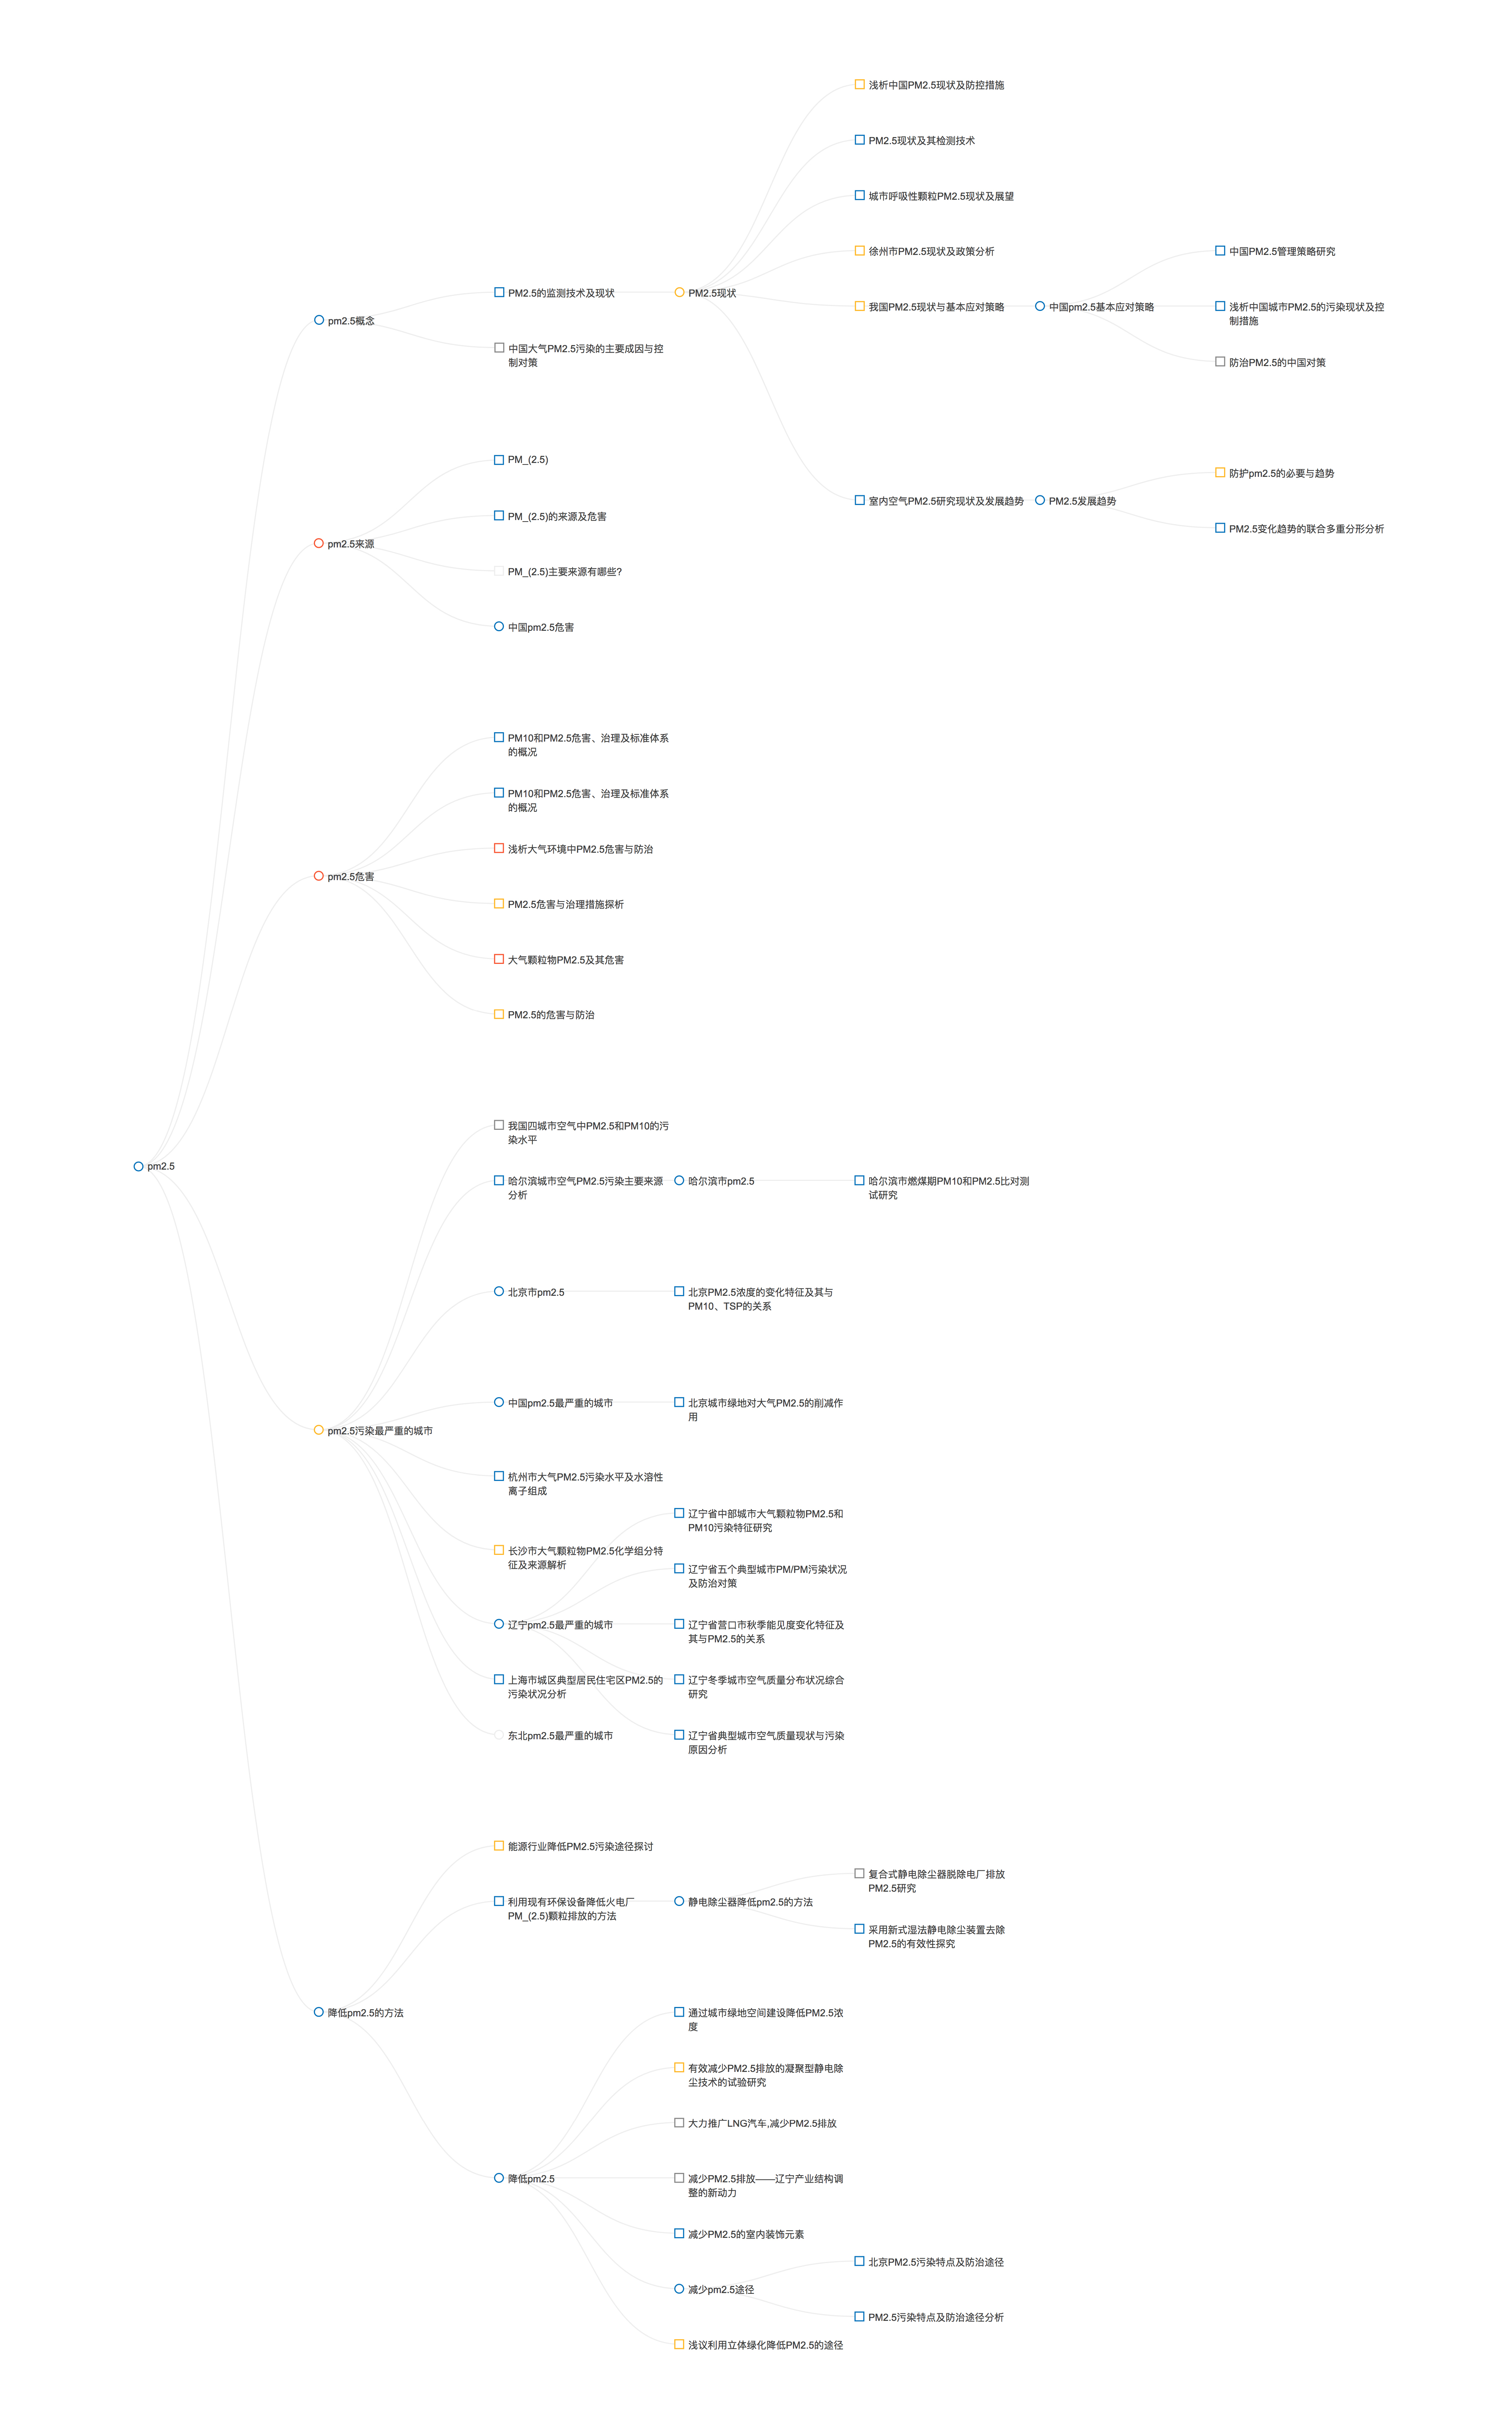 浅析中国PM2.5现状及防控措施
PM2.5现状及其检测技术
城市呼吸性颗粒PM2.5现状及展望
徐州市PM2.5现状及政策分析
中国PM2.5管理策略研究
PM2.5的监测技术及现状
PM2.5现状
我国PM2.5现状与基本应对策略
中国pm2.5基本应对策略
浅析中国城市PM2.5的污染现状及控
制措施
pm2.5概念
中国大气PM2.5污染的主要成因与控
制对策
防治PM2.5的中国对策
PM_(2.5)
防护pm2.5的必要与趋势
室内空气PM2.5研究现状及发展趋势
PM2.5发展趋势
PM_(2.5)的来源及危害
PM2.5变化趋势的联合多重分形分析
pm2.5来源
PM_(2.5)主要来源有哪些?
中国pm2.5危害
PM10和PM2.5危害、治理及标准体系
的概况
PM10和PM2.5危害、治理及标准体系
的概况
浅析大气环境中PM2.5危害与防治
pm2.5危害
PM2.5危害与治理措施探析
大气颗粒物PM2.5及其危害
PM2.5的危害与防治
我国四城市空气中PM2.5和PM10的污
染水平
pm2.5
哈尔滨城市空气PM2.5污染主要来源
分析
哈尔滨市pm2.5
哈尔滨市燃煤期PM10和PM2.5比对测
试研究
北京市pm2.5
北京PM2.5浓度的变化特征及其与
PM10、TSP的关系
中国pm2.5最严重的城市
北京城市绿地对大气PM2.5的削减作
用
pm2.5污染最严重的城市
杭州市大气PM2.5污染水平及水溶性
离子组成
辽宁省中部城市大气颗粒物PM2.5和
PM10污染特征研究
长沙市大气颗粒物PM2.5化学组分特
征及来源解析
辽宁省五个典型城市PM/PM污染状况
及防治对策
辽宁pm2.5最严重的城市
辽宁省营口市秋季能见度变化特征及
其与PM2.5的关系
上海市城区典型居民住宅区PM2.5的
污染状况分析
辽宁冬季城市空气质量分布状况综合
研究
东北pm2.5最严重的城市
辽宁省典型城市空气质量现状与污染
原因分析
能源行业降低PM2.5污染途径探讨
复合式静电除尘器脱除电厂排放
PM2.5研究
利用现有环保设备降低火电厂
PM_(2.5)颗粒排放的方法
静电除尘器降低pm2.5的方法
采用新式湿法静电除尘装置去除
PM2.5的有效性探究
降低pm2.5的方法
通过城市绿地空间建设降低PM2.5浓
度
有效减少PM2.5排放的凝聚型静电除
尘技术的试验研究
大力推广LNG汽车,减少PM2.5排放
降低pm2.5
减少PM2.5排放——辽宁产业结构调
整的新动力
减少PM2.5的室内装饰元素
北京PM2.5污染特点及防治途径
减少pm2.5途径
PM2.5污染特点及防治途径分析
浅议利用立体绿化降低PM2.5的途径